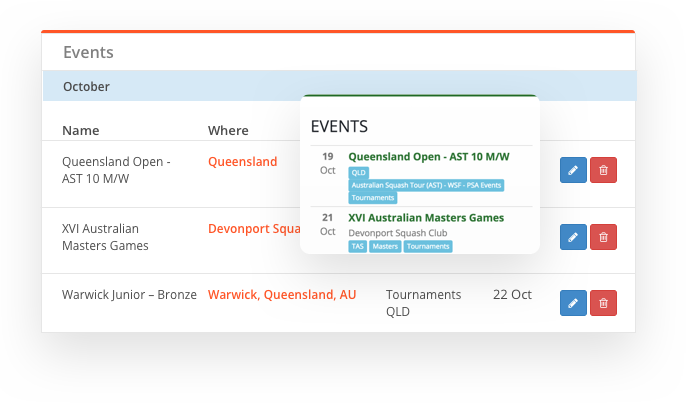 Events
October
Name
Where
Queensland Open -
AST 10 M/W
Queensland
XVI Australian
Masters Games
Devonport Squa
Warwick Junior – Bronze
Warwick, Queensland, AU
Tournaments
QLD
22 Oct
EVENTS
19
Oct
Queensland Open - AST 10 M/W
QLD
Australian Squash Tour (AST) - WSF - PSA Events
Tournaments
21
Oct
XVI Australian Masters Games
Devonport Squash Club
TAS Masters Tournaments